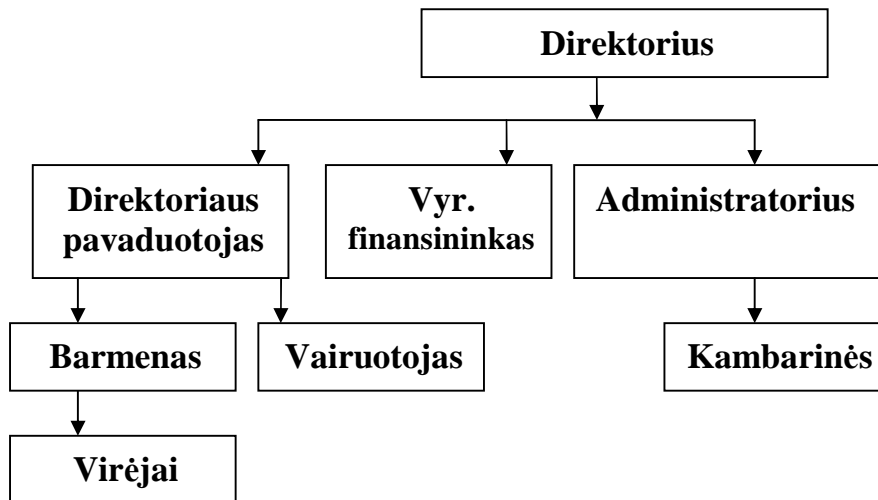 Direktorius
Direktoriaus
pavaduotojas
Vyr.
finansininkas
Administratorius
Barmenas
Vairuotojas
Kambarinės
Virėjai